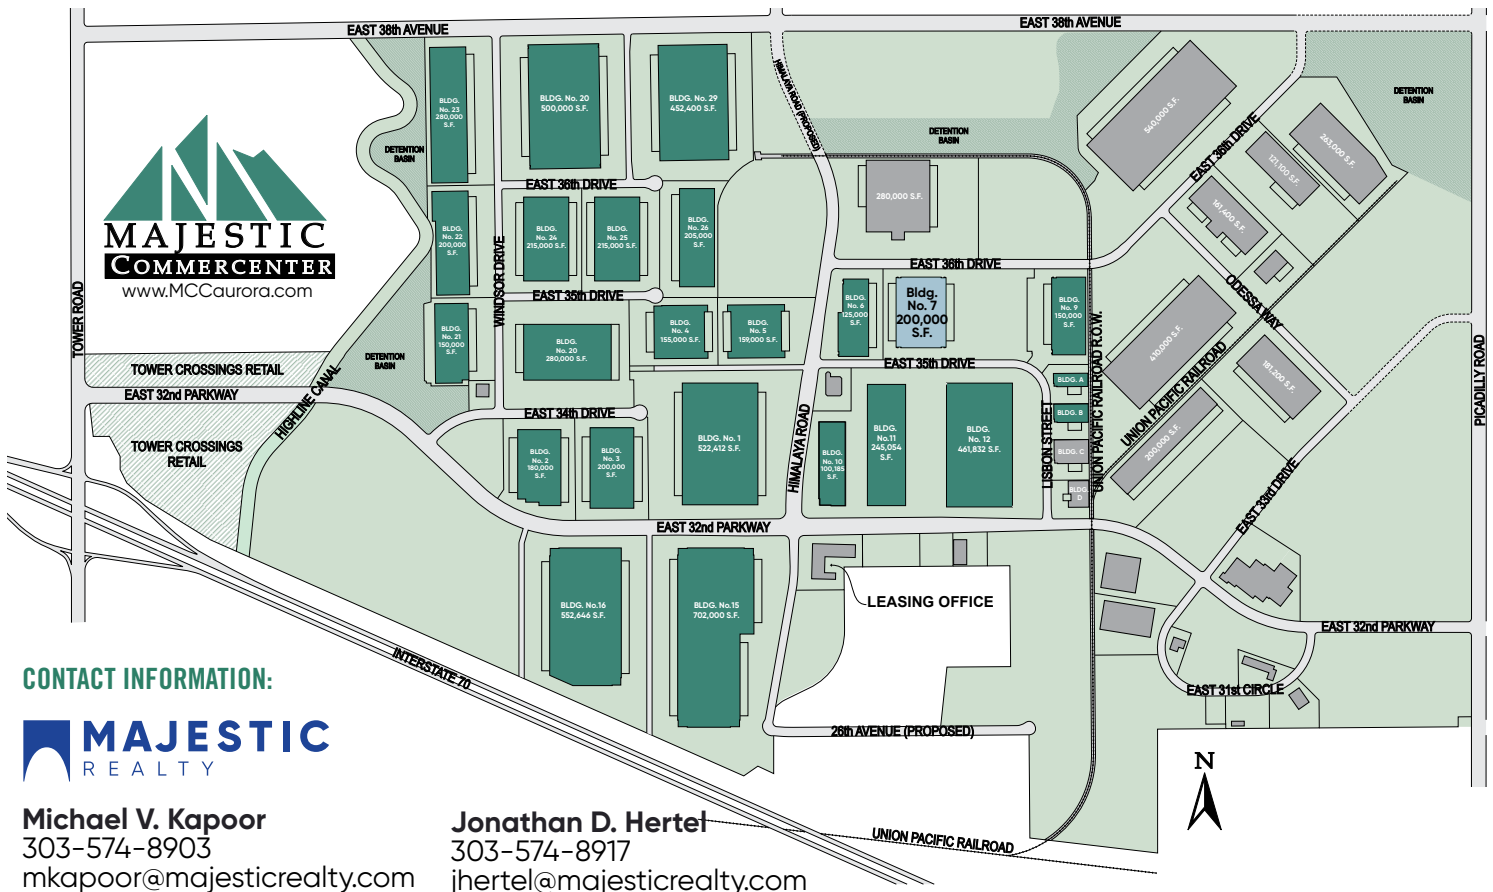 EAST 38th AVENUE
EAST 38th AVENUE
MAJESTIC
COMMERCENTER
www.MCCaurora.com
TOWER ROAD
TOWER CROSSINGS RETAIL
EAST 32nd PARKWAY
TOWER CROSSINGS
RETAIL
HIGHLINE CANAL
DETENTION
BASIN
DETENTION
BASIN
BLDG.
No. 23
280,000
S.F.
BLDG. No. 20
500,000 S.F.
BLDG. No. 29
452,400 S.F.
HIMALAYA ROAD (PROPOSED)
DETENTION
BASIN
DETENTION
BASIN
540,000 S.F.
EAST 36th DRIVE
121,100 S.F.
263,000 S.F.
161,400 S.F.
280,000 S.F.
EAST 36th DRIVE
BLDG.
No. 22
200,000
S.F.
WINDSOR DRIVE
BLDG.
No. 24
215,000 S.F.
BLDG.
No. 25
215,000 S.F.
BLDG.
No. 26
205,000
S.F.
EAST 36th DRIVE
EAST 35th DRIVE
BLDG.
No. 21
150,000
S.F.
BLDG.
No. 20
280,000 S.F.
BLDG.
No. 4
155,000 S.F.
BLDG.
No. 5
159,000 S.F.
BLDG.
No. 6
125,000
S.F.
Bldg.
No. 7
200,000
S.F.
BLDG.
No. 9
150,000
S.F.
EAST 35th DRIVE
ODESSA WAY
410,000 S.F.
181,200 S.F.
UNION PACIFIC RAILROAD
200,000 S.F.
UNION PACIFIC RAILROAD R.O.W.
PICADILLY ROAD
BLDG. A
BLDG. B
BLDG. C
BLDG.
D
LISBON STREET
EAST 34th DRIVE
BLDG.
No. 2
180,000
S.F.
BLDG.
No. 3
200,000
S.F.
BLDG. No. 1
522,412 S.F.
HIMALAYA ROAD
BLDG.
No. 10
100,185
S.F.
BLDG.
No.11
245,054
S.F.
BLDG.
No. 12
461,832 S.F.
EAST 33rd DRIVE
EAST 32nd PARKWAY
BLDG. No.16
552,646 S.F.
BLDG. No.15
702,000 S.F.
LEASING OFFICE
EAST 32nd PARKWAY
EAST 31st CIRCLE
INTERSTATE 70
26th AVENUE (PROPOSED)
N
UNION PACIFIC RAILROAD
CONTACT INFORMATION:
MAJESTIC
REALTY
Michael V. Kapoor
303-574-8903
mkapoor@majesticrealty.com
Jonathan D. Hertel
303-574-8917
jhertel@majesticrealty.com